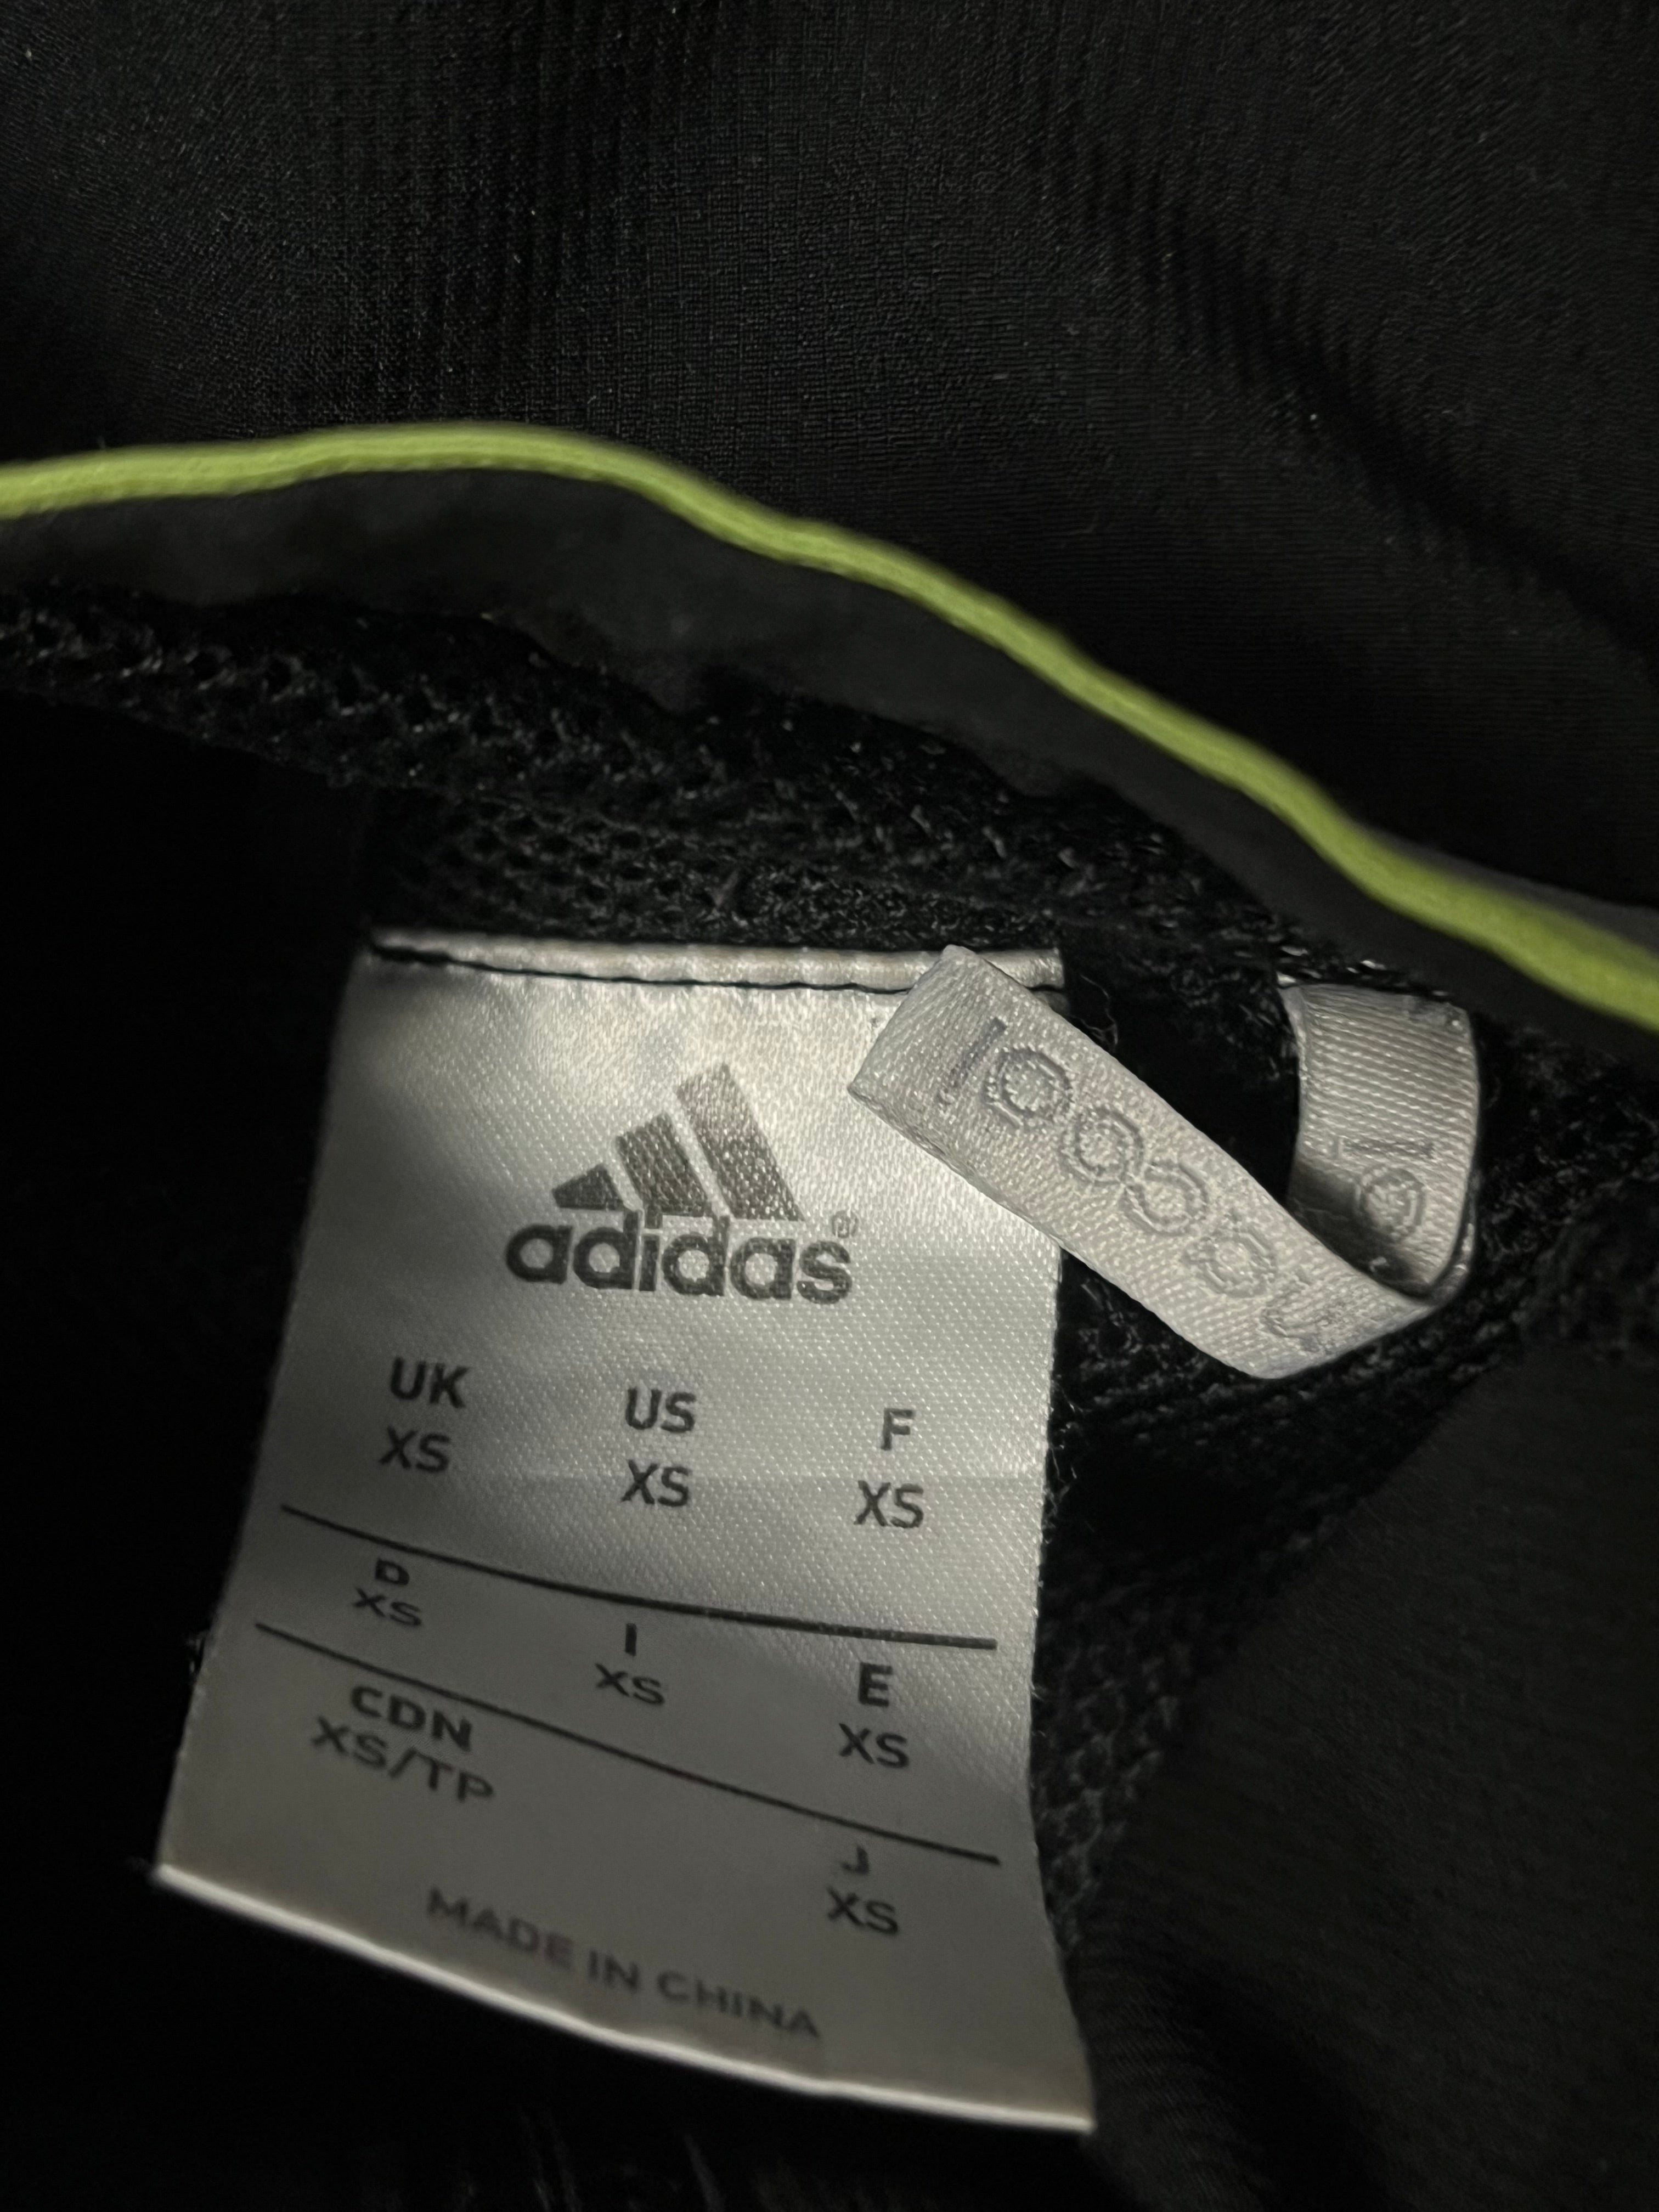 adidas®
UK US F
XS XS XS
D I E
XS XS XS
CDN J
XS/TP XS
MADE IN CHINA